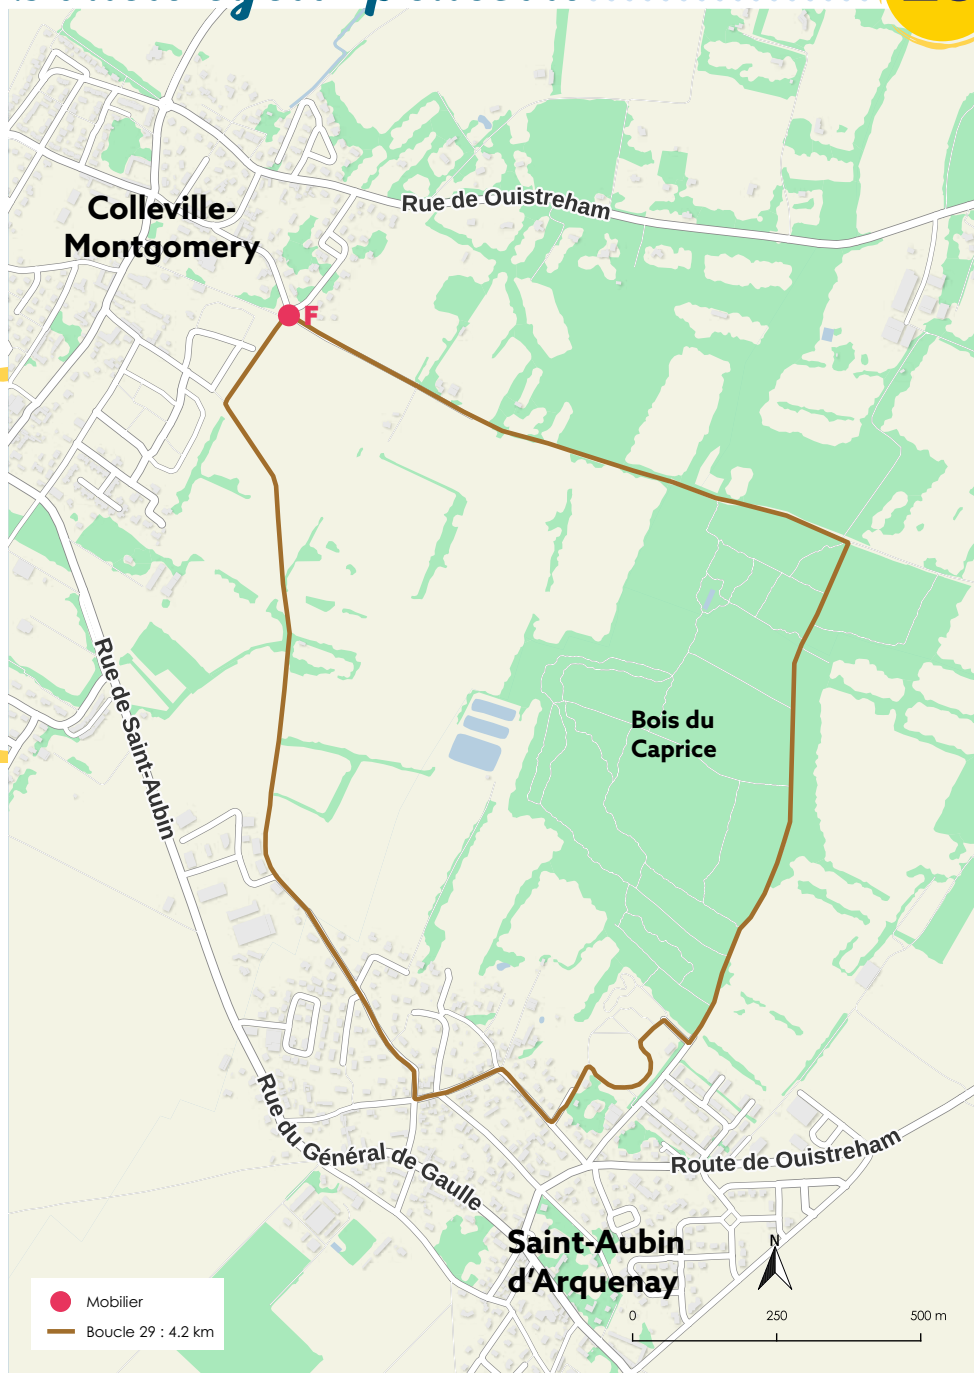 Colleville-
Montgomery
Rue de Ouistreham
F
Rue de Saint-Aubin
Bois du
Caprice
Rue du Général de Gaulle
Route de Ouistreham
Saint-Aubin
d'Arquenay
N
0 250 500 m
Mobilier
Boucle 29 : 4.2 km